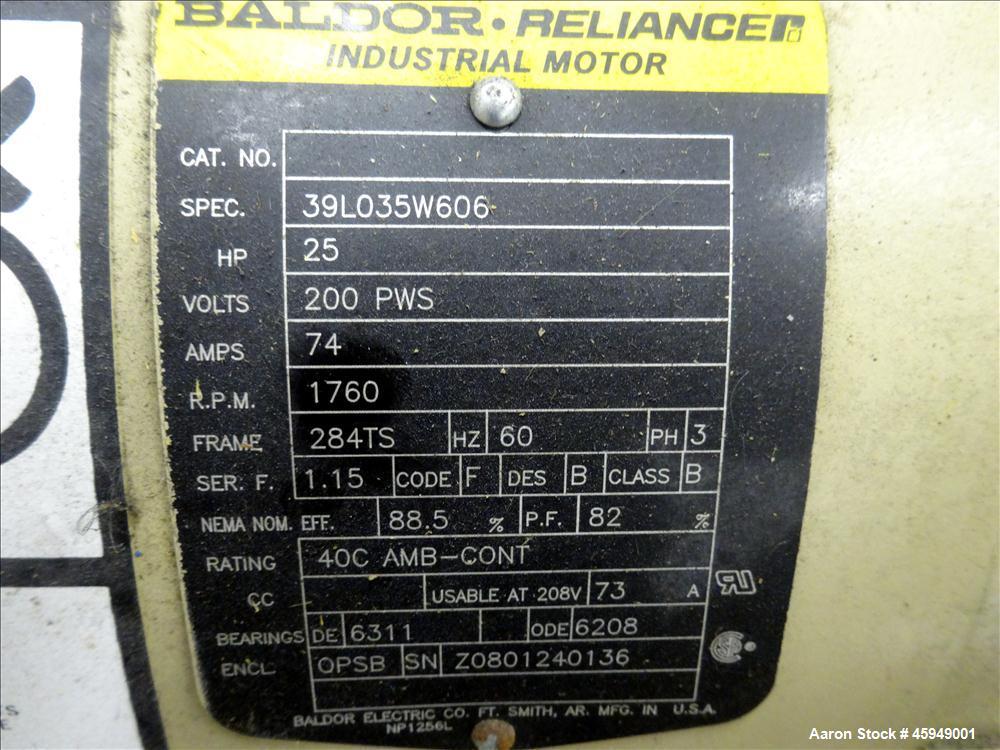 BALDOR • RELIANCE
INDUSTRIAL MOTOR
CAT. NO.
SPEC. 39L035W606
HP 25
VOLTS 200 PWS
AMPS 74
R.P.M. 1760
FRAME 284TS HZ 60 PH 3
SER. F. 1.15 CODE F DES B CLASS B
NEMA NOM. EFF. 88.5 % P.F. 82 %
RATING 40C AMB-CONT
CC USABLE AT 208V 73 A
BEARINGS DE 6311 ODE 6208
ENCL OPSB SN Z0801240136
BALDOR ELECTRIC CO. FT. SMITH, AR. MFG. IN U.S.A.
NP1256L
Aaron Stock # 45949001